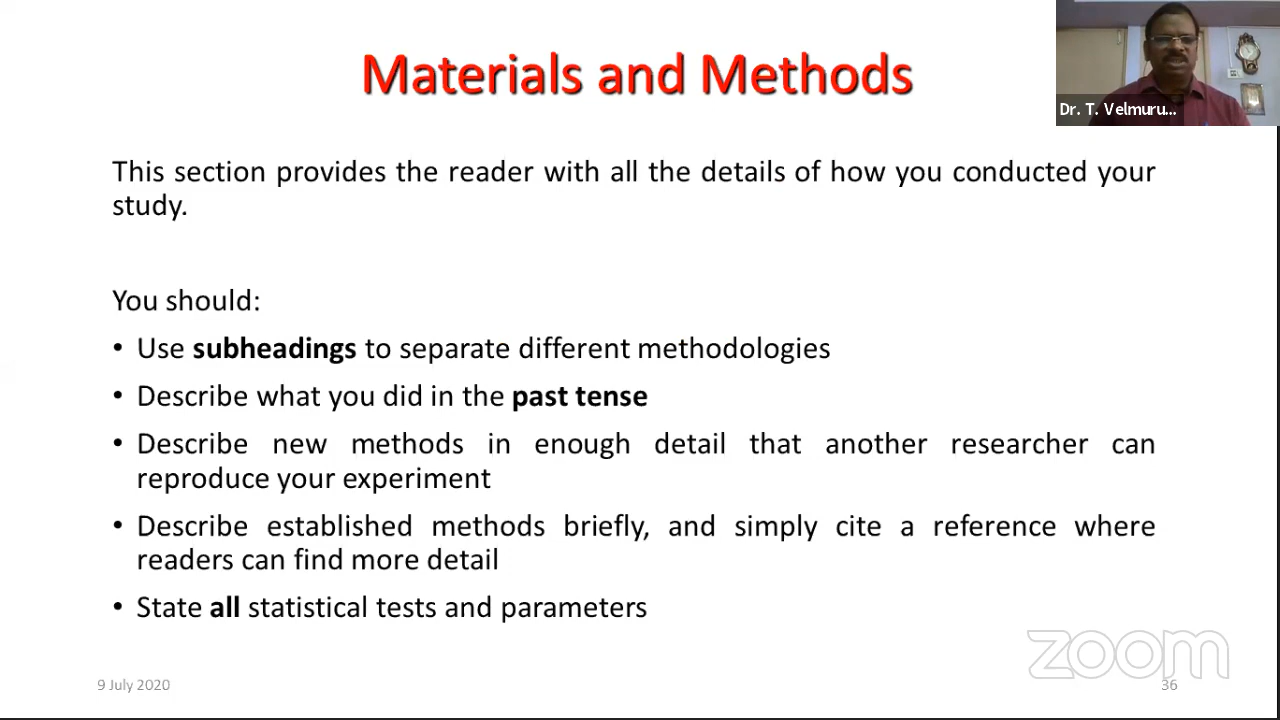 Materials and Methods
Dr. T. Velmuru...
This section provides the reader with all the details of how you conducted your
study.
You should:
• Use subheadings to separate different methodologies
• Describe what you did in the past tense
• Describe new methods in enough detail that another researcher can
reproduce your experiment
• Describe established methods briefly, and simply cite a reference where
readers can find more detail
• State all statistical tests and parameters
zoom
9 July 2020
36